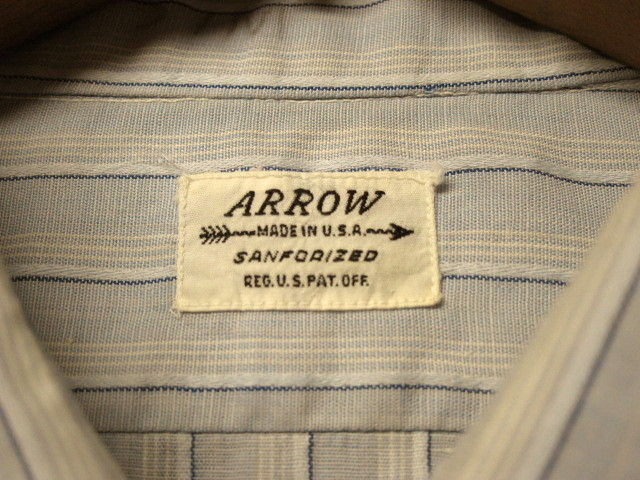 ARROW
MADE IN U.S.A.
SANFORIZED
REG. U.S. PAT. OFF.